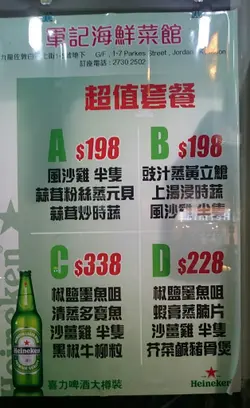 軍記海鮮菜館
G/F., 1-7 Parkes Street, Jordan
訂座電話：2730 2502
超值套餐
A $198
風沙雞 半隻
蒜茸粉絲蒸元貝
蒜茸炒時蔬
B $198
豉汁蒸黃立鯧
上湯浸時蔬
風沙雞 半隻
C $338
椒鹽墨魚咀
清蒸多寶魚
沙薑雞 半隻
黑椒牛柳粒
D $228
椒鹽墨魚咀
蝦膏蒸腩片
沙薑雞 半隻
芥菜鹹豬骨煲
Heineken
Heineken
喜力啤酒大樽裝
Heineken